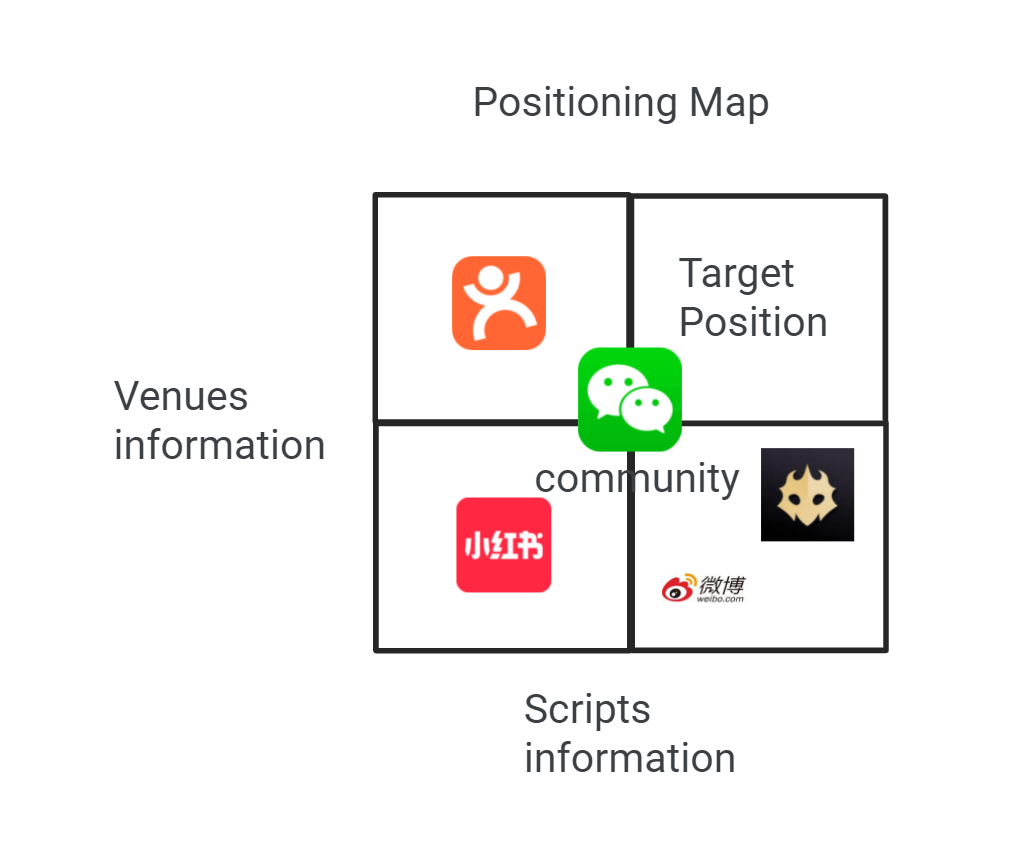 Positioning Map
Target
Position
Venues
information
community
小红书
微博
weibo.com
Scripts
information